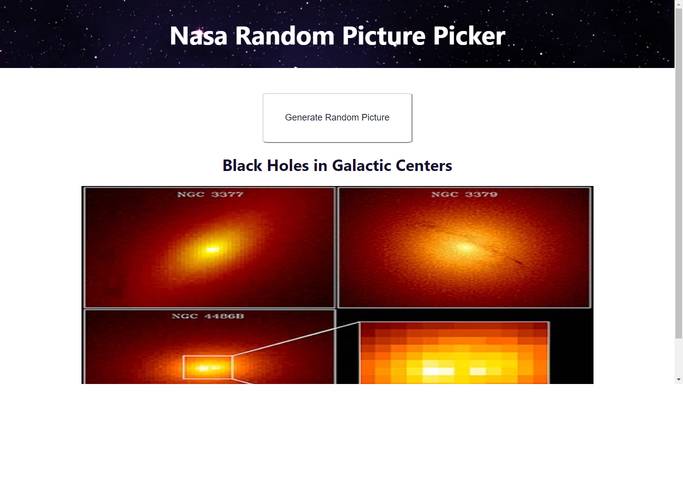 Nasa Random Picture Picker
Generate Random Picture
Black Holes in Galactic Centers
NGC 3377
NGC 3379
NGC 4486B